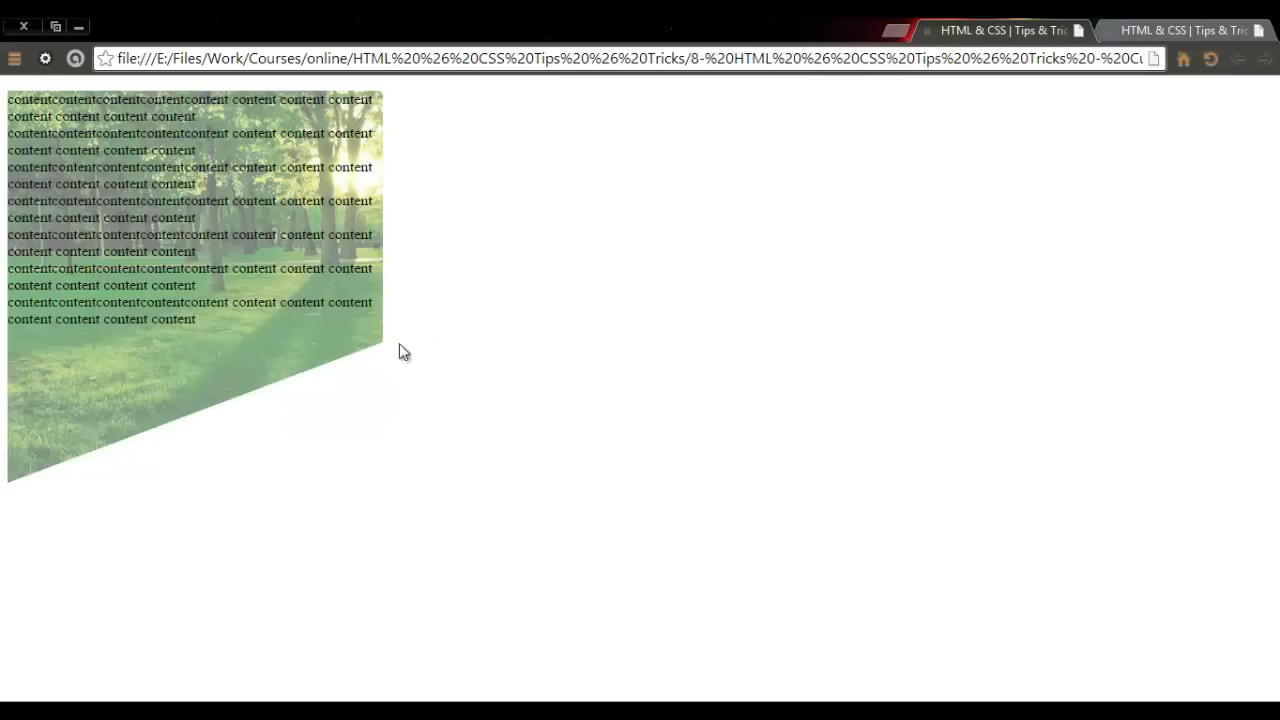 HTML & CSS | Tips & Tric
HTML & CSS | Tips & Tric
file:///E:/Files/Work/Courses/online/HTML%20%26%20CSS%20Tips%20%26%20Tricks/8-%20HTML%20%26%20CSS%20Tips%20%26%20Tricks%20-%20Cu
contentcontentcontentcontentcontent content content content
content content content content
contentcontentcontentcontentcontent content content content
content content content content
contentcontentcontentcontentcontent content content content
content content content content
contentcontentcontentcontentcontent content content content
content content content content
contentcontentcontentcontentcontent content content content
content content content content
contentcontentcontentcontentcontent content content content
content content content content
contentcontentcontentcontentcontent content content content
content content content content